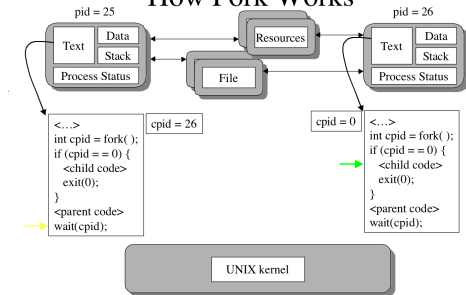 How Fork Works
pid = 25
Text
Data
Stack
Process Status
Resources
File
pid = 26
Text
Data
Stack
Process Status
<...>
int cpid = fork( );
if (cpid = = 0) {
<child code>
exit(0);
}
<parent code>
wait(cpid);
cpid = 26
cpid = 0
<...>
int cpid = fork( );
if (cpid = = 0) {
<child code>
exit(0);
}
<parent code>
wait(cpid);
UNIX kernel